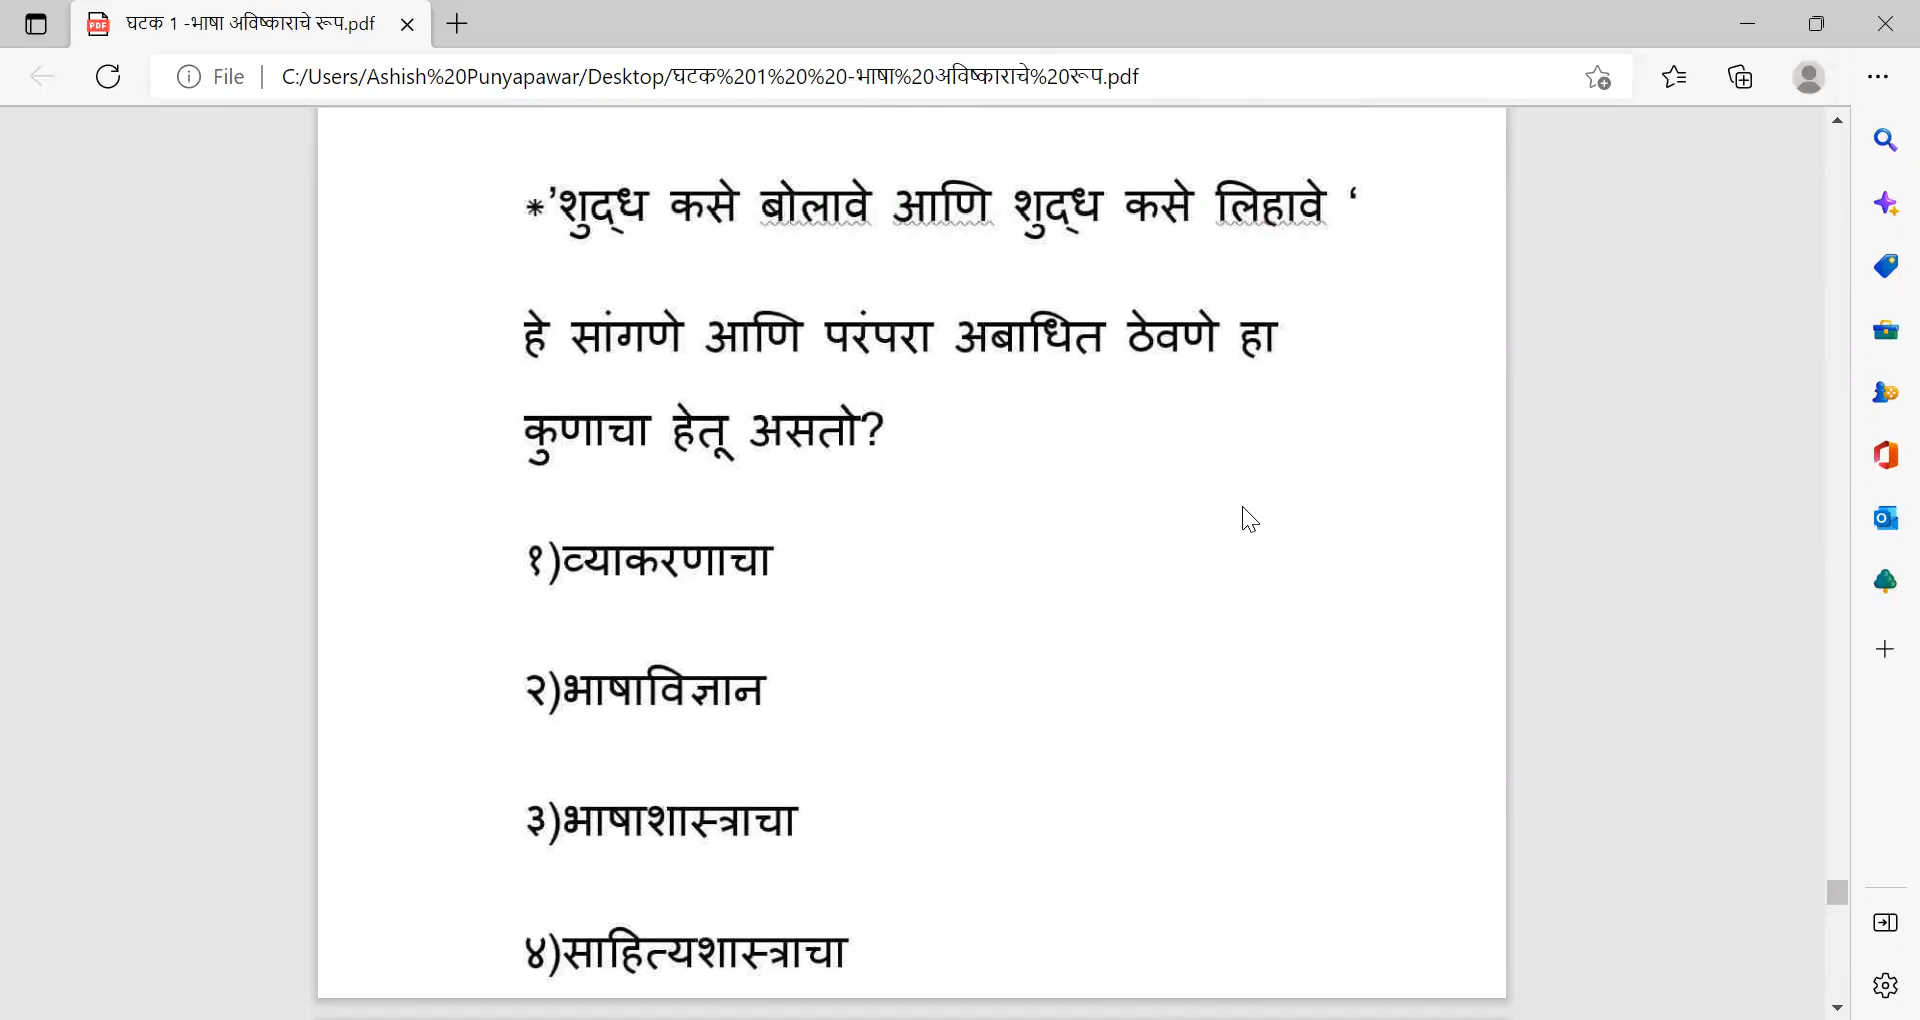 घटक 1 -भाषा अविष्काराचे रूप.pdf
File
C:/Users/Ashish%20Punyapawar/Desktop/घटक%201%20%20-भाषा%20अविष्काराचे%20रूप.pdf
*’शुद्ध कसे बोलावे आणि शुद्ध कसे लिहावे ‘
हे सांगणे आणि परंपरा अबाधित ठेवणे हा
कुणाचा हेतू असतो?
१)व्याकरणाचा
२)भाषाविज्ञान
३)भाषाशास्त्राचा
४)साहित्यशास्त्राचा